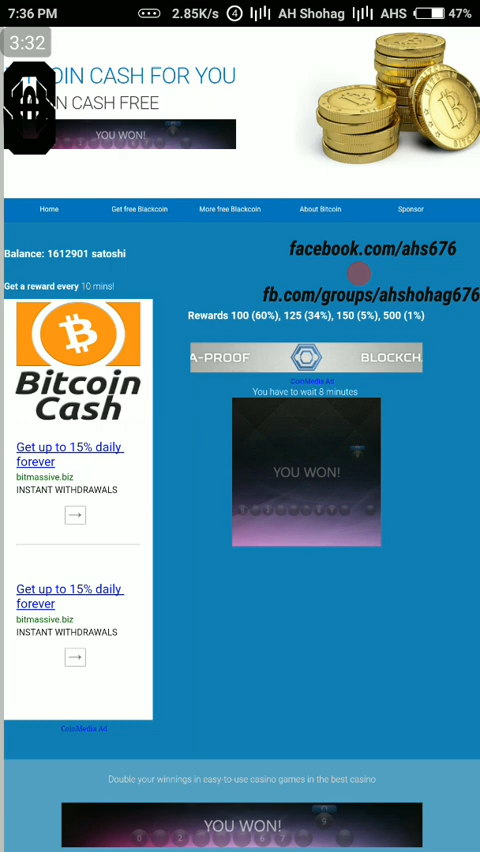 7:36 PM 2.85K/s 4 AH Shohag AHS 47%
3:32
COIN CASH FOR YOU
N CASH FREE
YOU WON!
Home Get free Blackcoin More free Blackcoin About Bitcoin Sponsor
Balance: 1612901 satoshi
facebook.com/ahs676
Get a reward every 10 mins!
fb.com/groups/ahshohag676
Rewards 100 (60%), 125 (34%), 150 (5%), 500 (1%)
A-PROOF BLOCKCH
CoinMedia Ad
You have to wait 8 minutes
Bitcoin
Cash
Get up to 15% daily
forever
bitmassive.biz
INSTANT WITHDRAWALS
YOU WON!
Get up to 15% daily
forever
bitmassive.biz
INSTANT WITHDRAWALS
CoinMedia Ad
Double your winnings in easy-to-use casino games in the best casino
YOU WON!